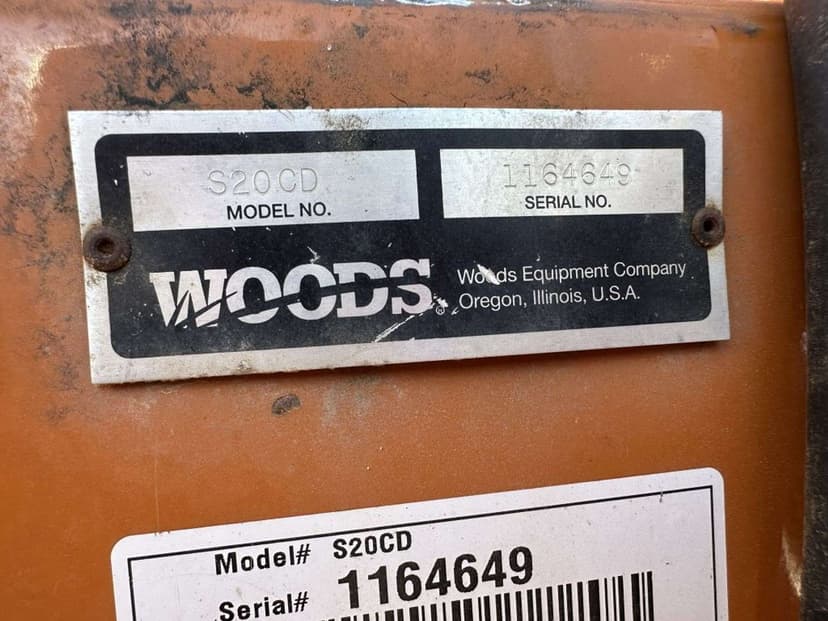 S20CD
MODEL NO.
1164649
SERIAL NO.
WOODS®
Woods Equipment Company
Oregon, Illinois, U.S.A.
Model# S20CD
Serial# 1164649